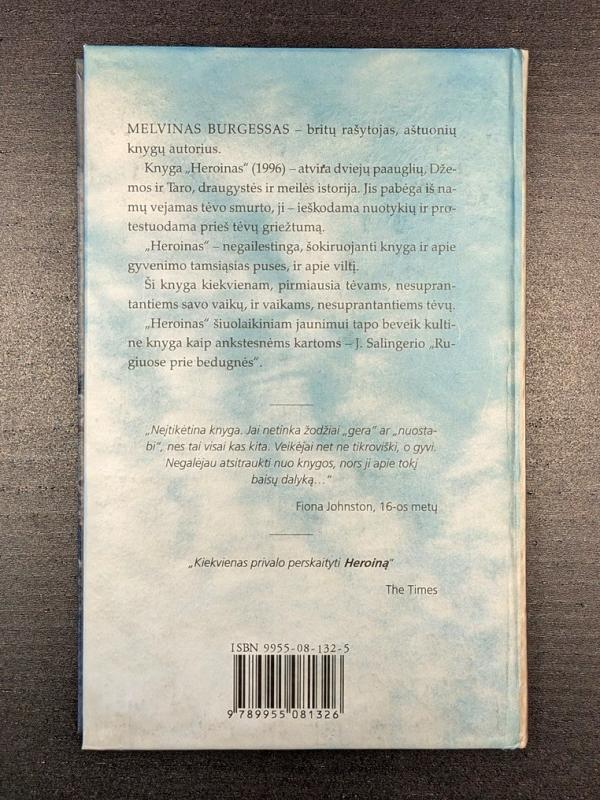 MELVINAS BURGESSAS – britų rašytojas, aštuonių
knygų autorius.
Knyga „Heroinas“ (1996) – atvira dviejų paauglių, Dže-
mos ir Taro, draugystės ir meilės istorija. Jis pabėga iš na-
mų vejamas tėvo smurto, ji – ieškodama nuotykių ir pro-
testuodama prieš tėvų griežtumą.
„Heroinas“ – negailestinga, šokiruojanti knyga ir apie
gyvenimo tamsiąsias puses, ir apie viltį.
Ši knyga kiekvienam, pirmiausia tėvams, nesupran-
tantiems savo vaikų, ir vaikams, nesuprantantiems tėvų.
„Heroinas“ šiuolaikiniam jaunimui tapo beveik kulti-
ne knyga kaip ankstesnėms kartoms – J. Salingerio „Ru-
giuose prie bedugnės“.
„Neįtikėtina knyga. Jai netinka žodžiai „gera“ ar „nuosta-
bi“, nes tai visai kas kita. Veikėjai net ne tikroviški, o gyvi.
Negalėjau atsitraukti nuo knygos, nors ji apie tokį
baisų dalyką...“
Fiona Johnston, 16-os metų
„Kiekvienas privalo perskaityti Heroiną“
The Times
ISBN 9955-08-132-5
9 789955 081326